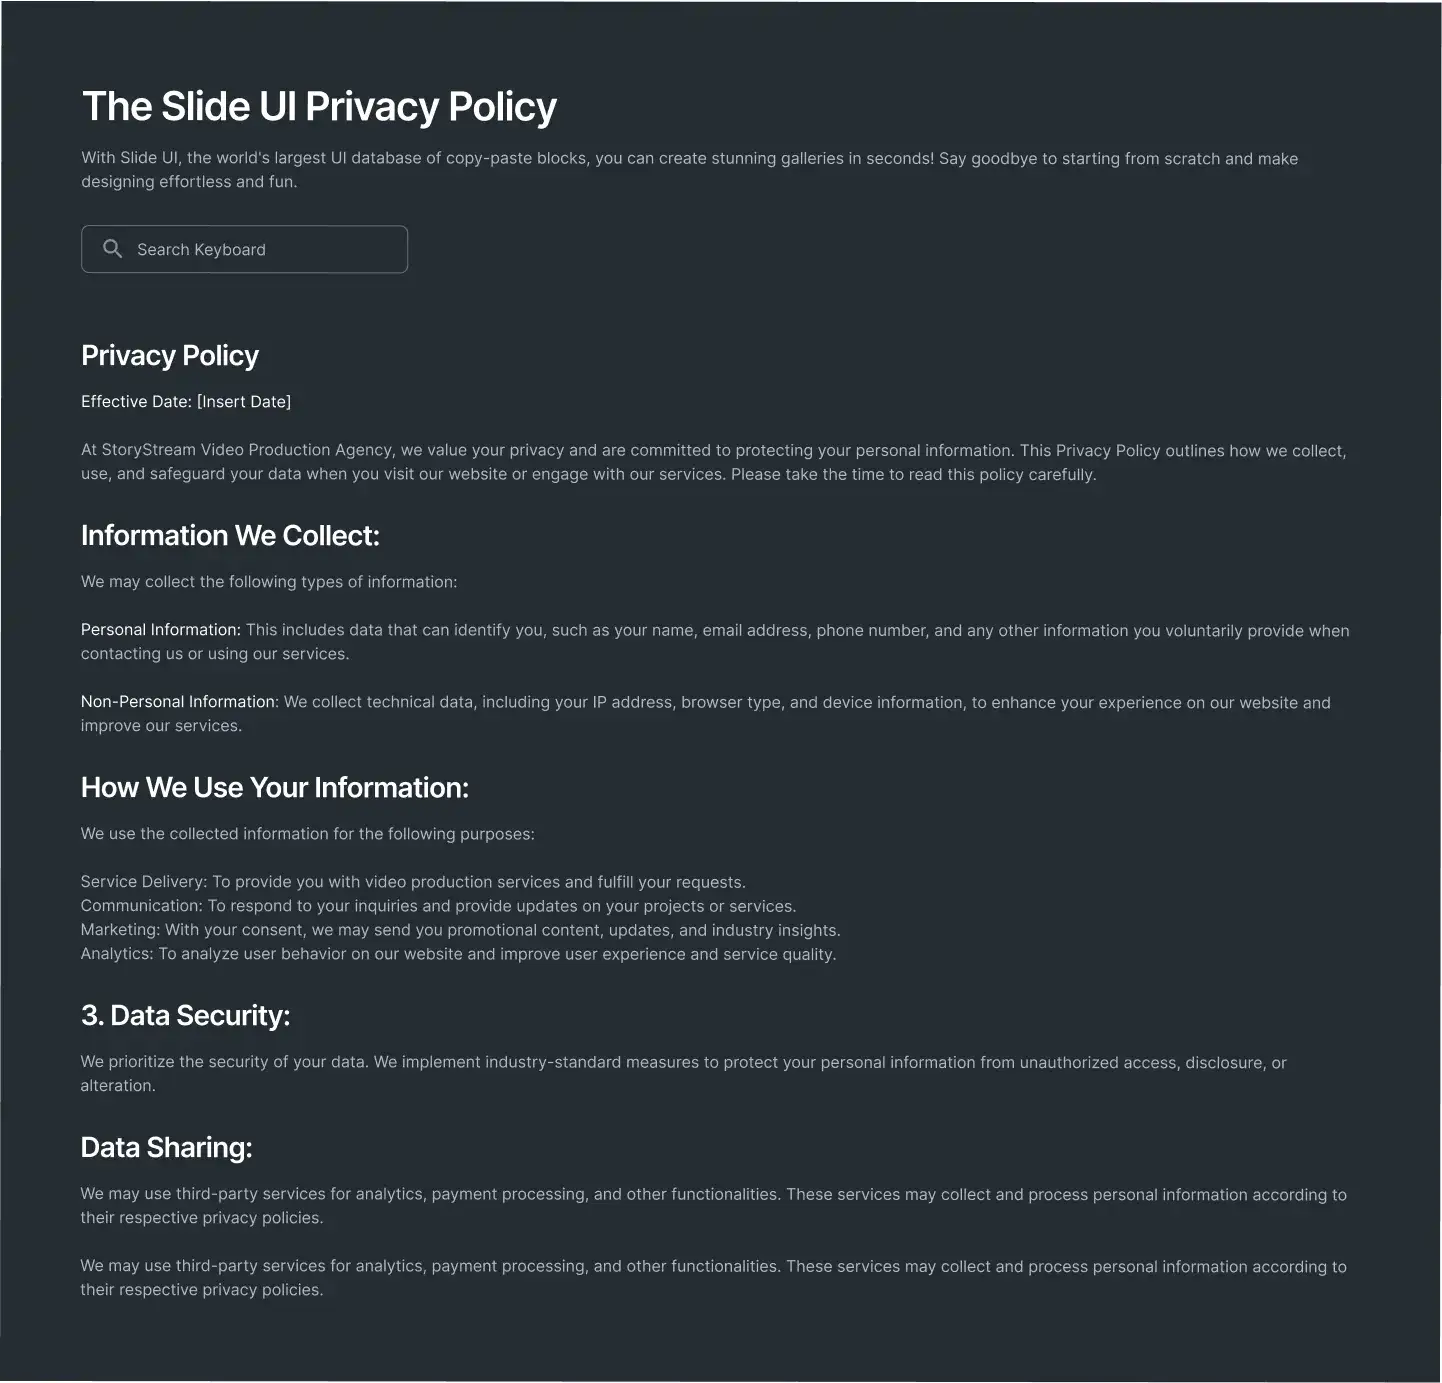 The Slide UI Privacy Policy
With Slide UI, the world's largest UI database of copy-paste blocks, you can create stunning galleries in seconds! Say goodbye to starting from scratch and make
designing effortless and fun.
Search Keyboard
Privacy Policy
Effective Date: [Insert Date]
At StoryStream Video Production Agency, we value your privacy and are committed to protecting your personal information. This Privacy Policy outlines how we collect,
use, and safeguard your data when you visit our website or engage with our services. Please take the time to read this policy carefully.
Information We Collect:
We may collect the following types of information:
Personal Information: This includes data that can identify you, such as your name, email address, phone number, and any other information you voluntarily provide when
contacting us or using our services.
Non-Personal Information: We collect technical data, including your IP address, browser type, and device information, to enhance your experience on our website and
improve our services.
How We Use Your Information:
We use the collected information for the following purposes:
Service Delivery: To provide you with video production services and fulfill your requests.
Communication: To respond to your inquiries and provide updates on your projects or services.
Marketing: With your consent, we may send you promotional content, updates, and industry insights.
Analytics: To analyze user behavior on our website and improve user experience and service quality.
3. Data Security:
We prioritize the security of your data. We implement industry-standard measures to protect your personal information from unauthorized access, disclosure, or
alteration.
Data Sharing:
We may use third-party services for analytics, payment processing, and other functionalities. These services may collect and process personal information according to
their respective privacy policies.
We may use third-party services for analytics, payment processing, and other functionalities. These services may collect and process personal information according to
their respective privacy policies.